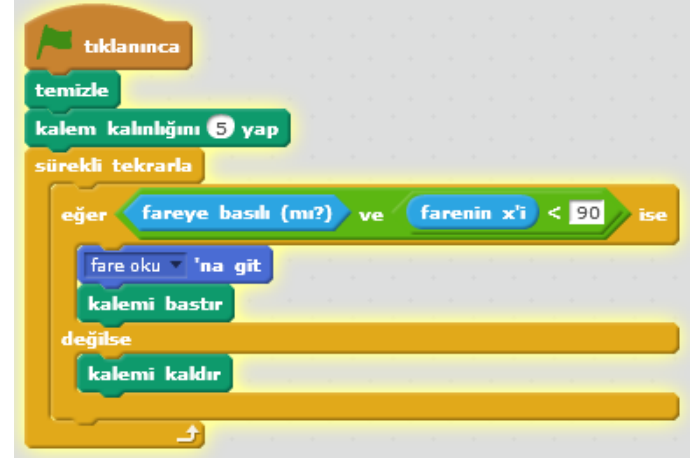 tıklanınca
temizle
kalem kalınlığını 5 yap
sürekli tekrarla
eğer fareye basılı (mı?) ve farenin x'i < 90 ise
fare oku 'na git
kalemi bastır
değilse
kalemi kaldır